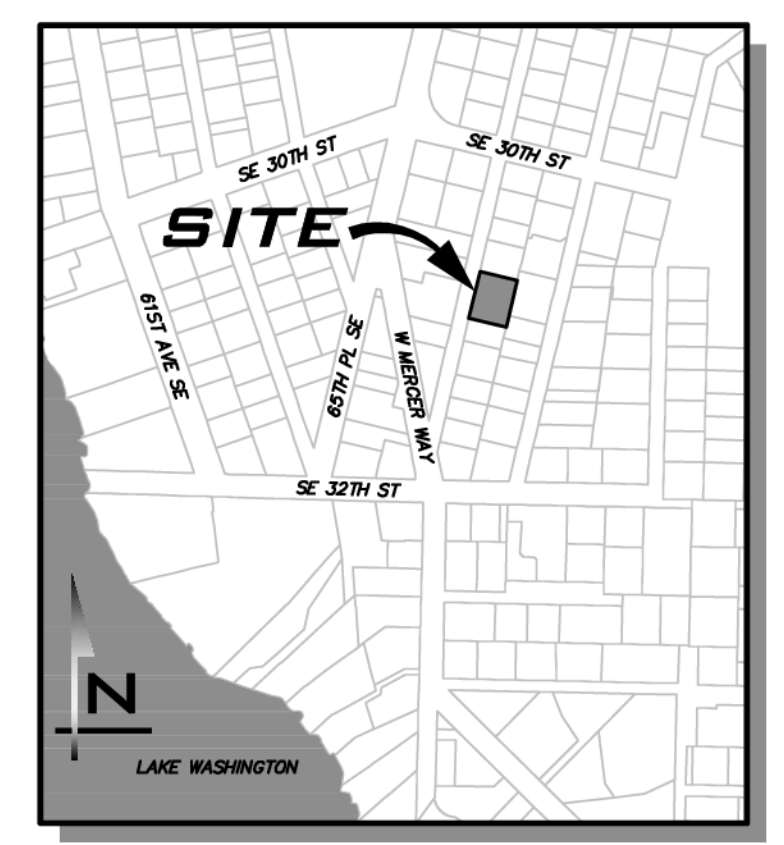 SE 30TH ST
SE 30TH ST
SITE
61ST AVE SE
65TH PL SE
W MERCER WAY
SE 32TH ST
N
LAKE WASHINGTON